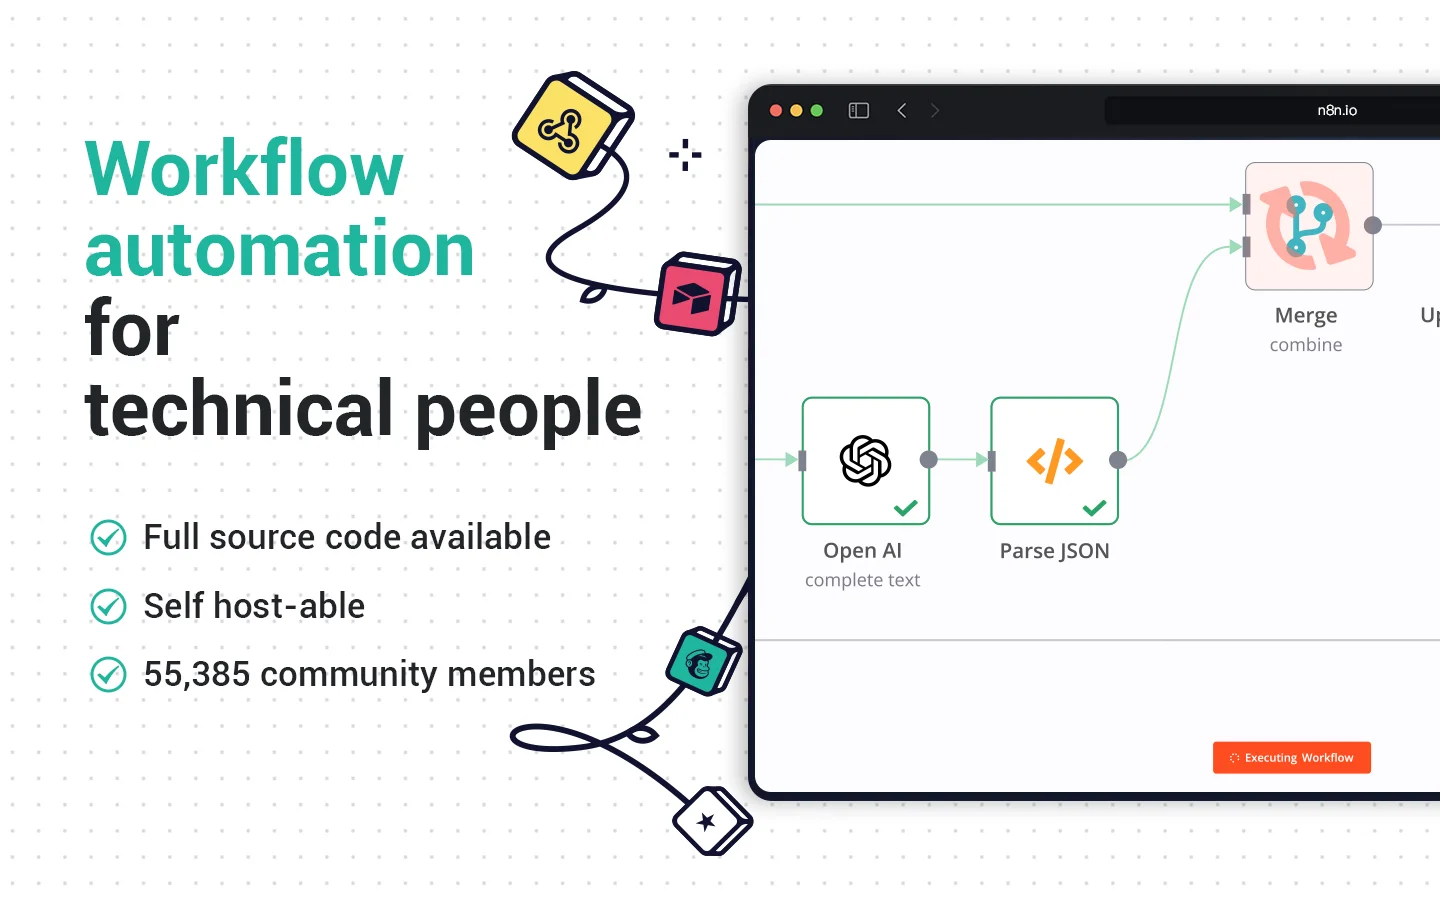 Workflow
automation
for
technical people
Full source code available
Self host-able
55,385 community members
n8n.io
Merge
combine
Up
Open AI
complete text
Parse JSON
Executing Workflow